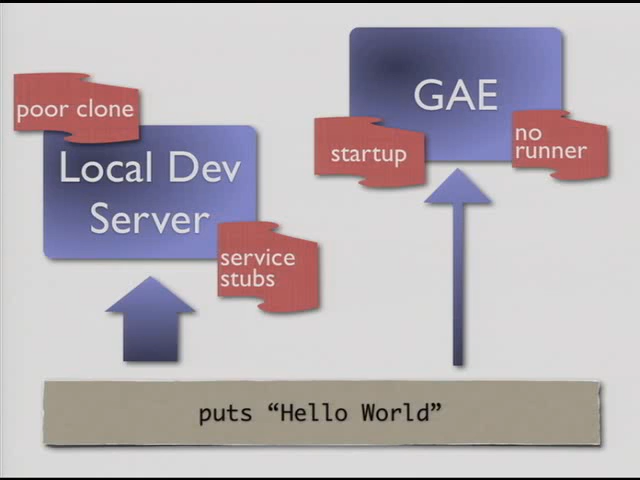 poor clone
Local Dev
Server
service
stubs
GAE
startup
no
runner
puts “Hello World”